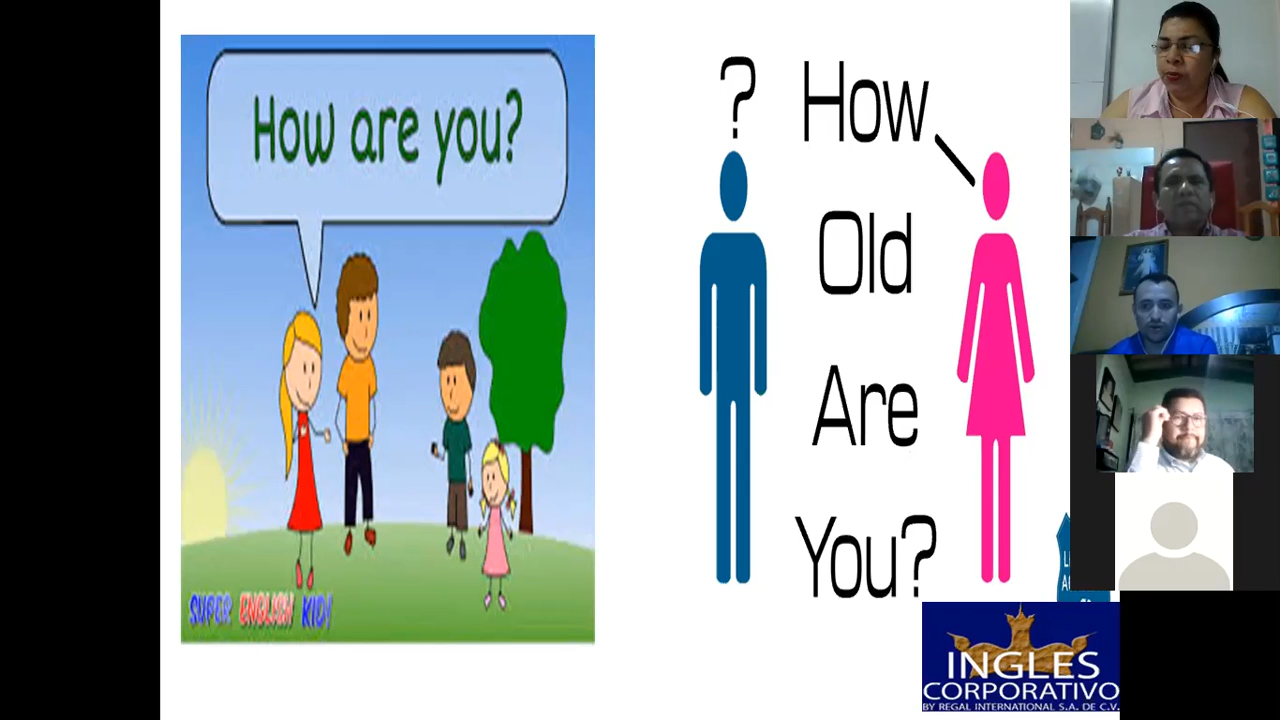 How are you?
SUPER ENGLISH KID!
?
How
Old
Are
You?
INGLES
CORPORATIVO
BY REGAL INTERNATIONAL S.A. DE C.V.